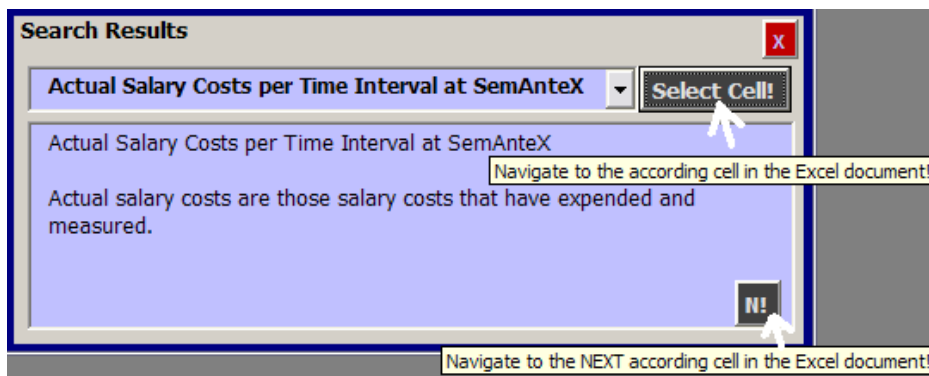 Search Results
X
Actual Salary Costs per Time Interval at SemAnteX
Select Cell!
Actual Salary Costs per Time Interval at SemAnteX
Navigate to the according cell in the Excel document!
Actual salary costs are those salary costs that have expended and
measured.
N!
Navigate to the NEXT according cell in the Excel document!